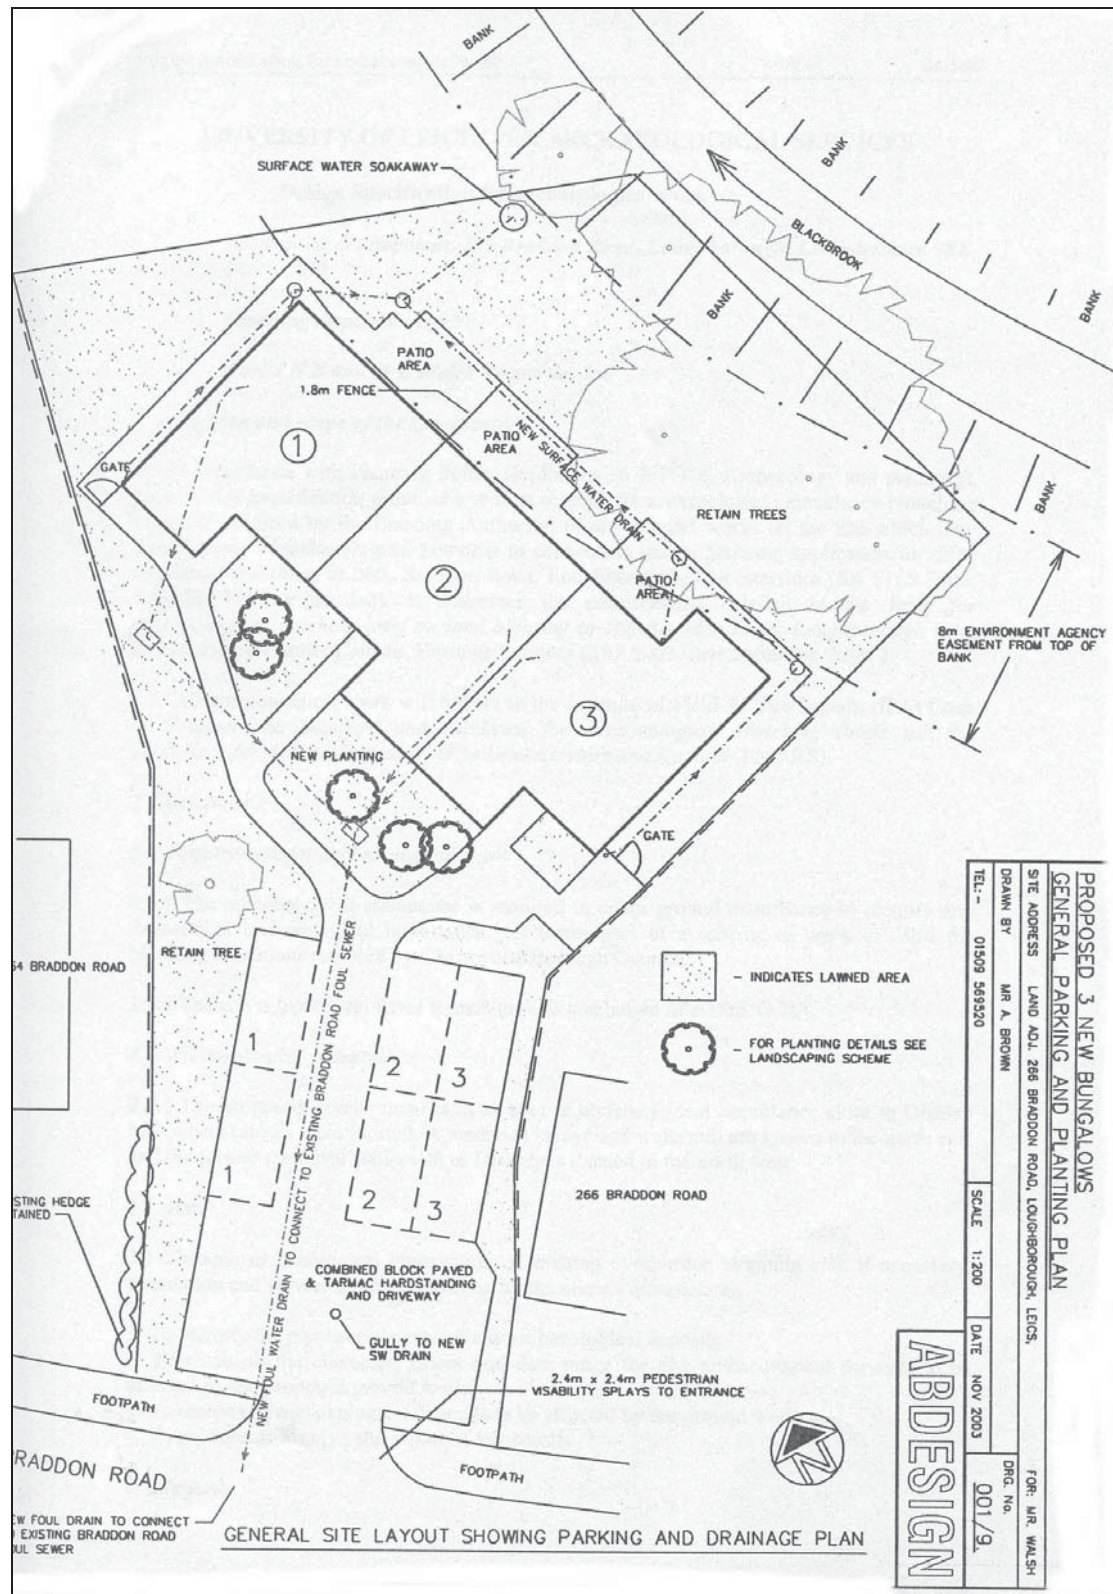 BANK
BANK
SURFACE WATER SOAKAWAY
BLACKBROOK
BANK
BANK
BANK
PATIO
AREA
1.8m FENCE
1
PATIO
AREA
NEW SURFACE WATER DRAIN
GATE
BANK
RETAIN TREES
2
PATIO
AREA
8m ENVIRONMENT AGENCY
EASEMENT FROM TOP OF
BANK
3
NEW PLANTING
GATE
RETAIN TREE
54 BRADDON ROAD
- INDICATES LAWNED AREA
- FOR PLANTING DETAILS SEE
LANDSCAPING SCHEME
1
2
3
1
2
3
266 BRADDON ROAD
STING HEDGE
TAINED
NEW FOUL WATER DRAIN TO CONNECT TO EXISTING BRADDON ROAD FOUL SEWER
COMBINED BLOCK PAVED
& TARMAC HARDSTANDING
AND DRIVEWAY
GULLY TO NEW
SW DRAIN
2.4m x 2.4m PEDESTRIAN
VISABILITY SPLAYS TO ENTRANCE
FOOTPATH
FOOTPATH
RADDON ROAD
EW FOUL DRAIN TO CONNECT
O EXISTING BRADDON ROAD
OUL SEWER
N
GENERAL SITE LAYOUT SHOWING PARKING AND DRAINAGE PLAN
PROPOSED 3 NEW BUNGALOWS
GENERAL PARKING AND PLANTING PLAN
SITE ADDRESS LAND ADJ. 266 BRADDON ROAD, LOUGHBOROUGH, LEICS, FOR: MR. WALSH
DRAWN BY MR A. BROWN
TEL:- 01509 569520 SCALE 1:200 DATE NOV 2003 DRG. No. 001/9.
ABDESIGN